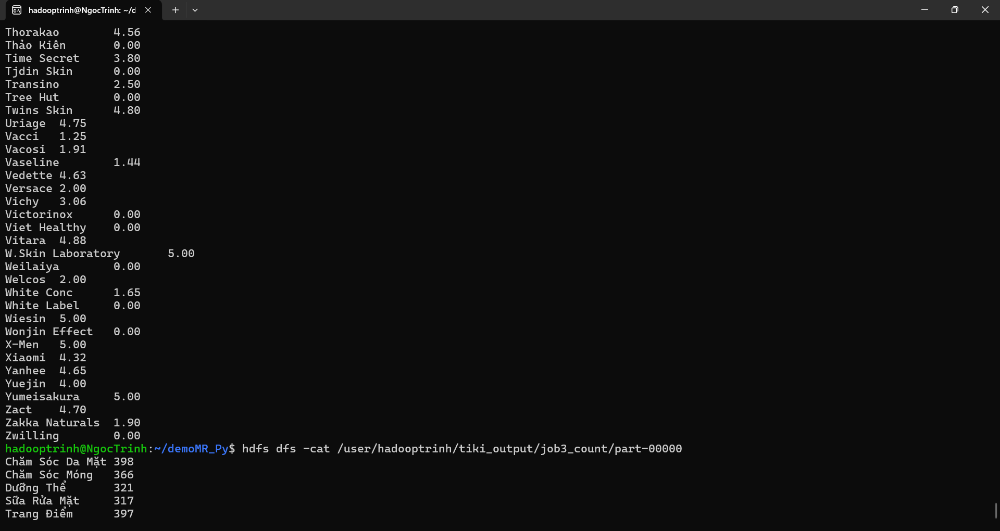 hadooptrinh@NgocTrinh: ~/d
Thorakao 4.56
Thảo Kiên 0.00
Time Secret 3.80
Tjdin Skin 0.00
Transino 2.50
Tree Hut 0.00
Twins Skin 4.80
Uriage 4.75
Vacci 1.25
Vacosi 1.91
Vaseline 1.44
Vedette 4.63
Versace 2.00
Vichy 3.06
Victorinox 0.00
Viet Healthy 0.00
Vitara 4.88
W.Skin Laboratory 5.00
Weilaiya 0.00
Welcos 2.00
White Conc 1.65
White Label 0.00
Wiesin 5.00
Wonjin Effect 0.00
X-Men 5.00
Xiaomi 4.32
Yanhee 4.65
Yuejin 4.00
Yumeisakura 5.00
Zact 4.70
Zakka Naturals 1.90
Zwilling 0.00
hadooptrinh@NgocTrinh:~/demoMR_Py$ hdfs dfs -cat /user/hadooptrinh/tiki_output/job3_count/part-00000
Chăm Sóc Da Mặt 398
Chăm Sóc Móng 366
Dưỡng Thể 321
Sữa Rửa Mặt 317
Trang Điểm 397